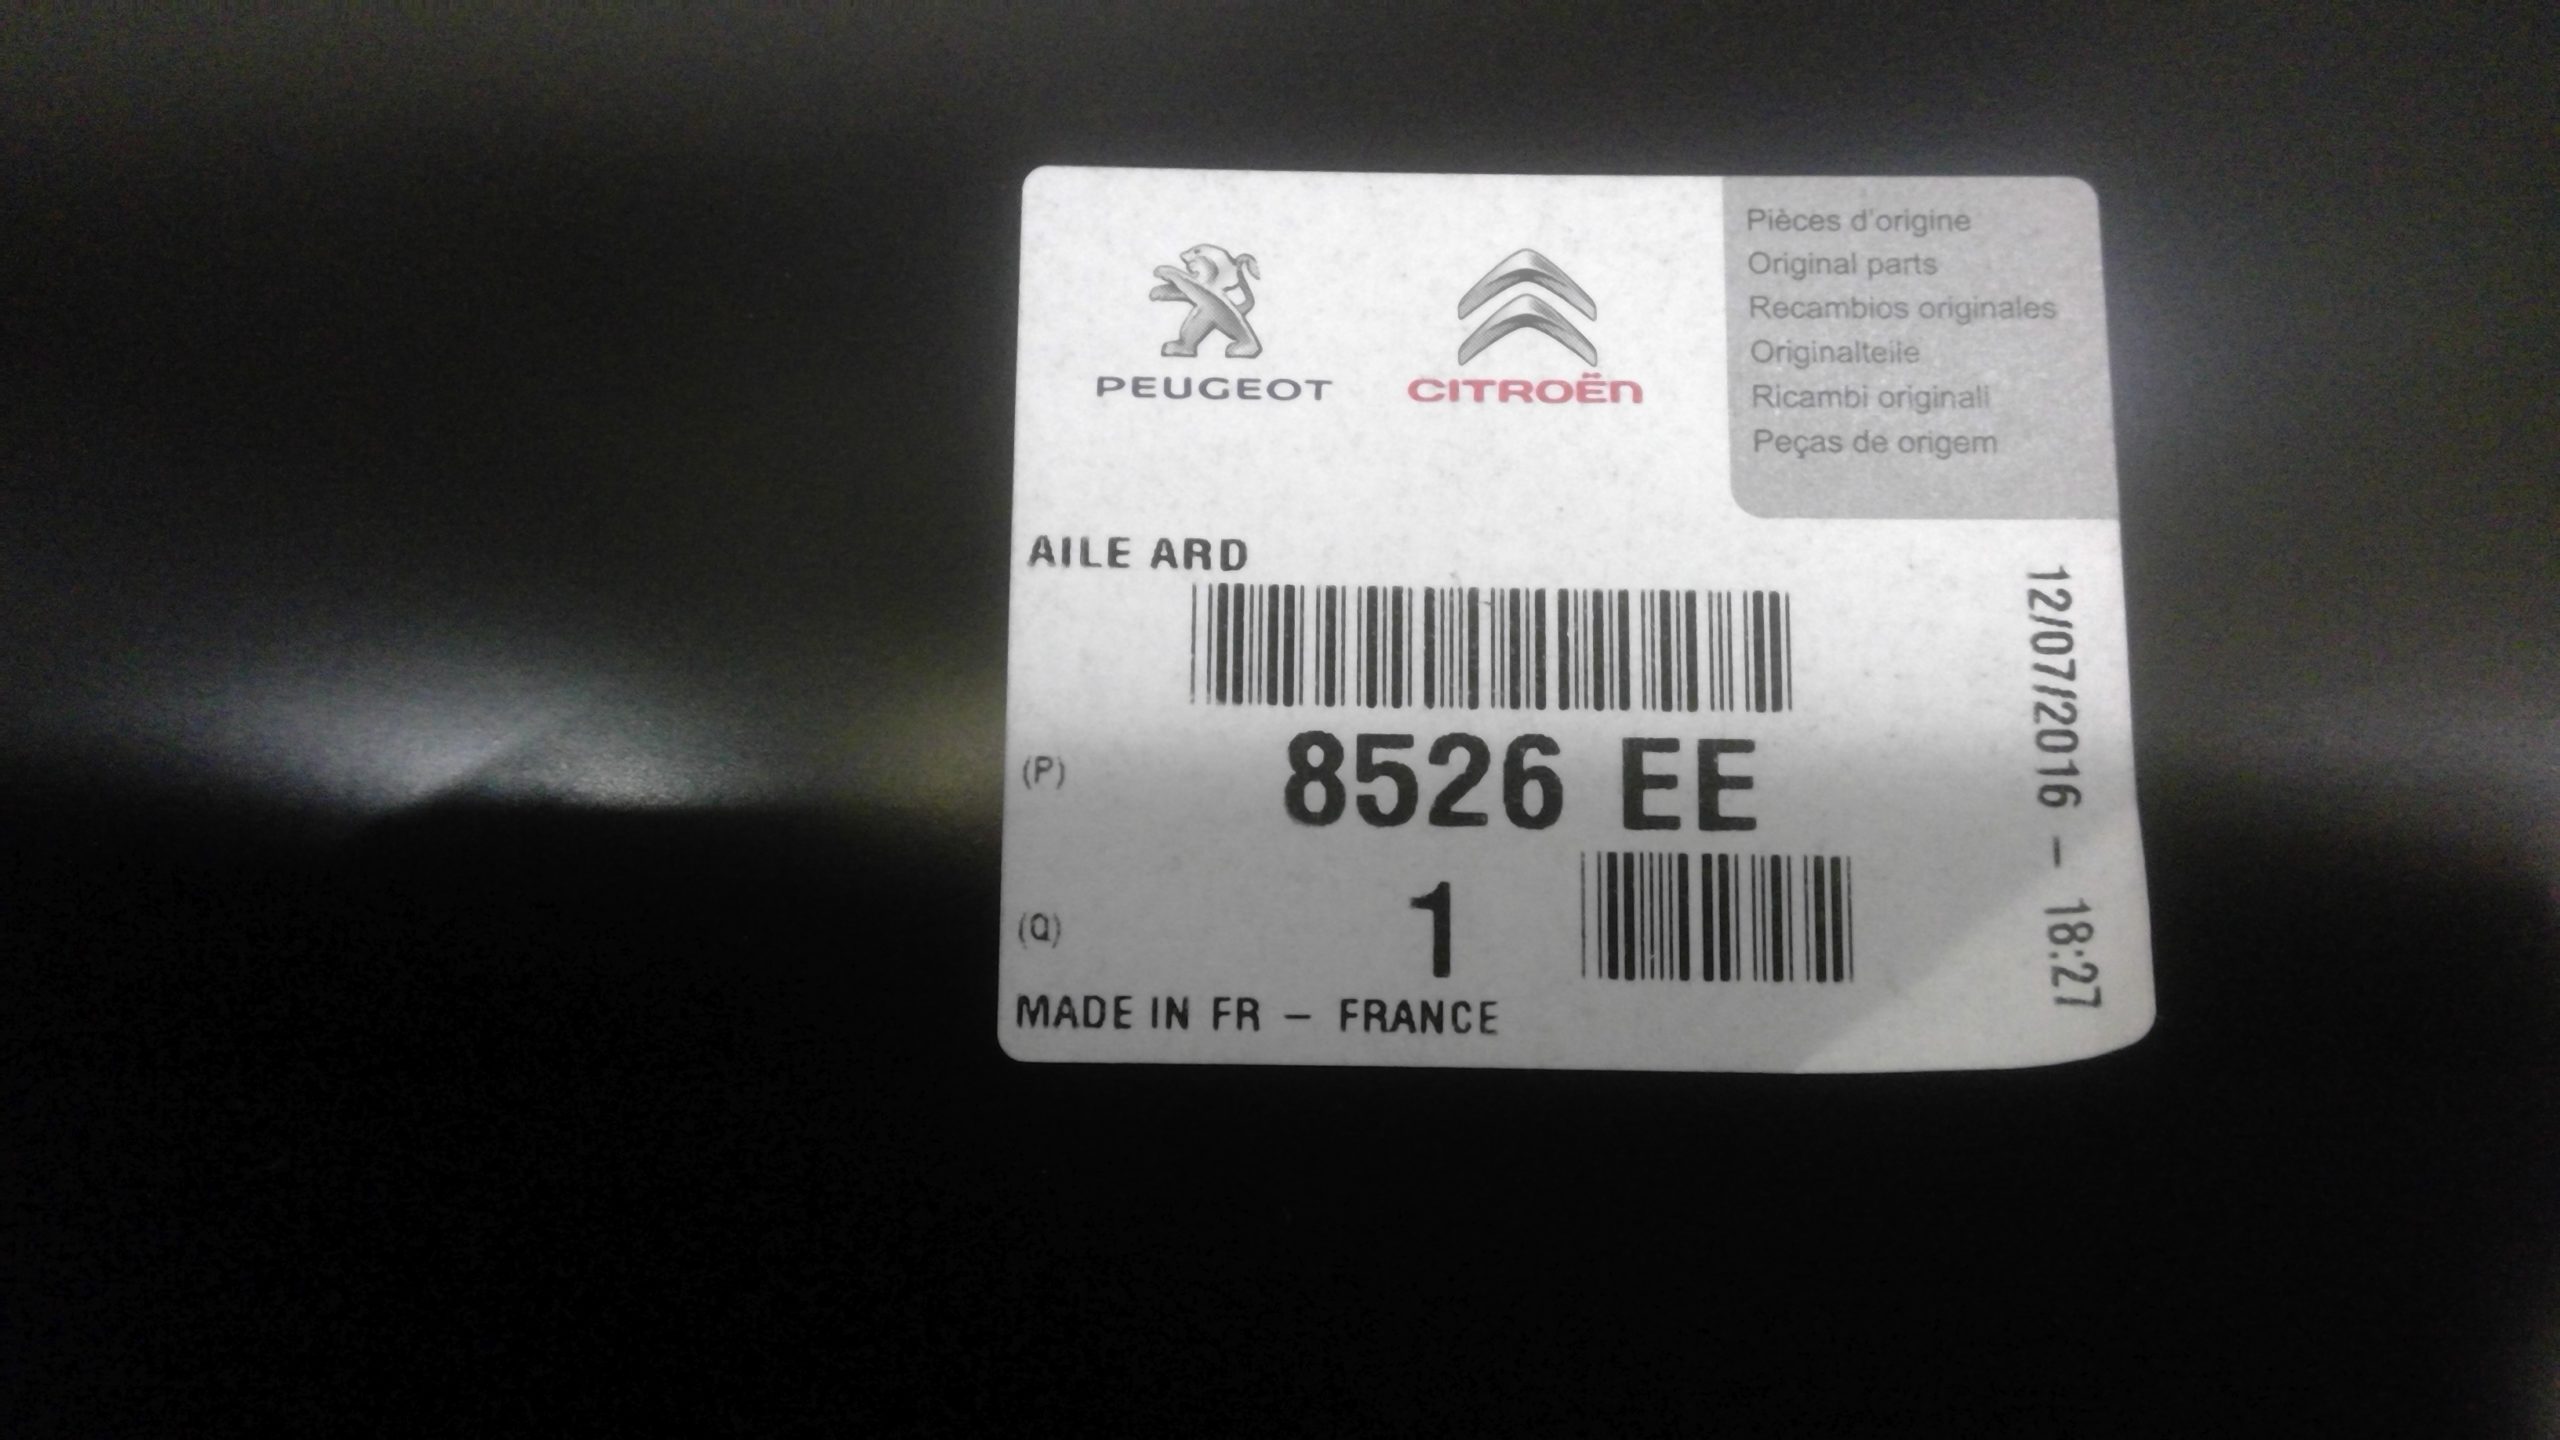 PEUGEOT
CITROËN
Pièces d'origine
Original parts
Recambios originales
Originalteile
Ricambi originali
Peças de origem
AILE ARD
(P) 8526 EE
(Q) 1
MADE IN FR - FRANCE
12/07/2016 - 18:27